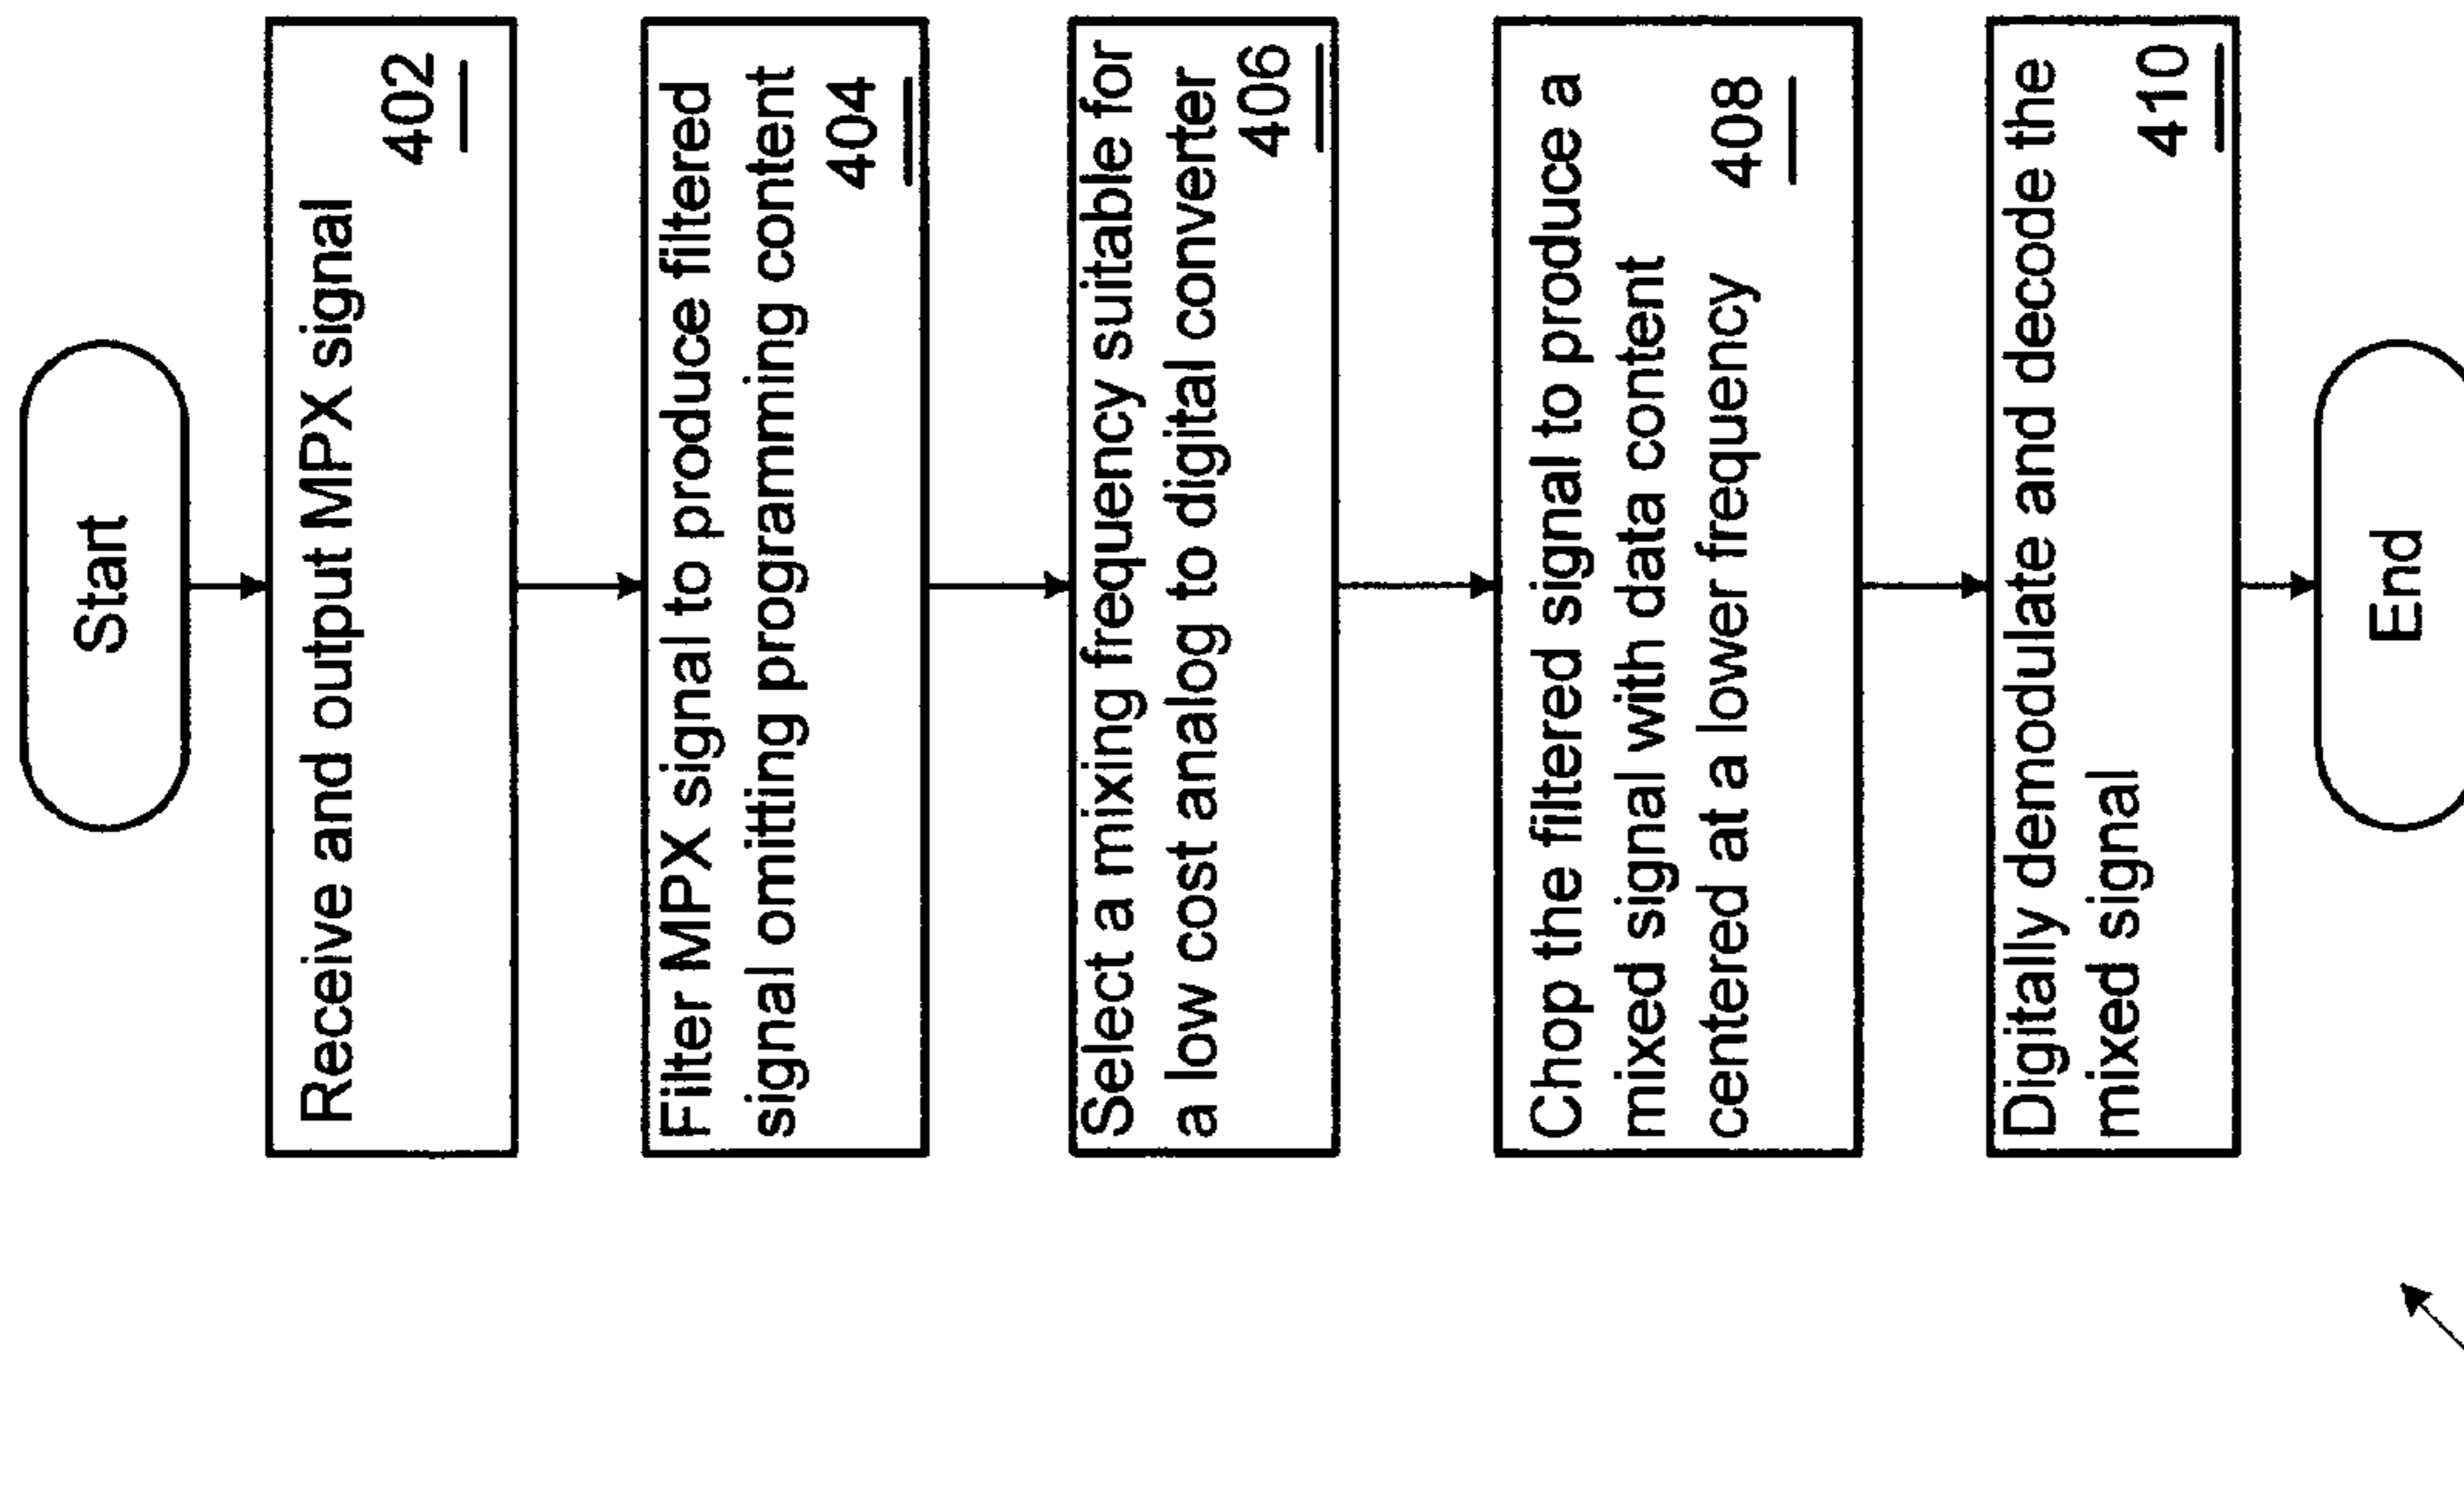 Start
Receive and output MPX signal
402
Filter MPX signal to produce filtered
signal omitting programming content
404
Select a mixing frequency suitable for
a low cost analog to digital converter
406
Chop the filtered signal to produce a
mixed signal with data content
centered at a lower frequency
408
Digitally demodulate and decode the
mixed signal
410
End